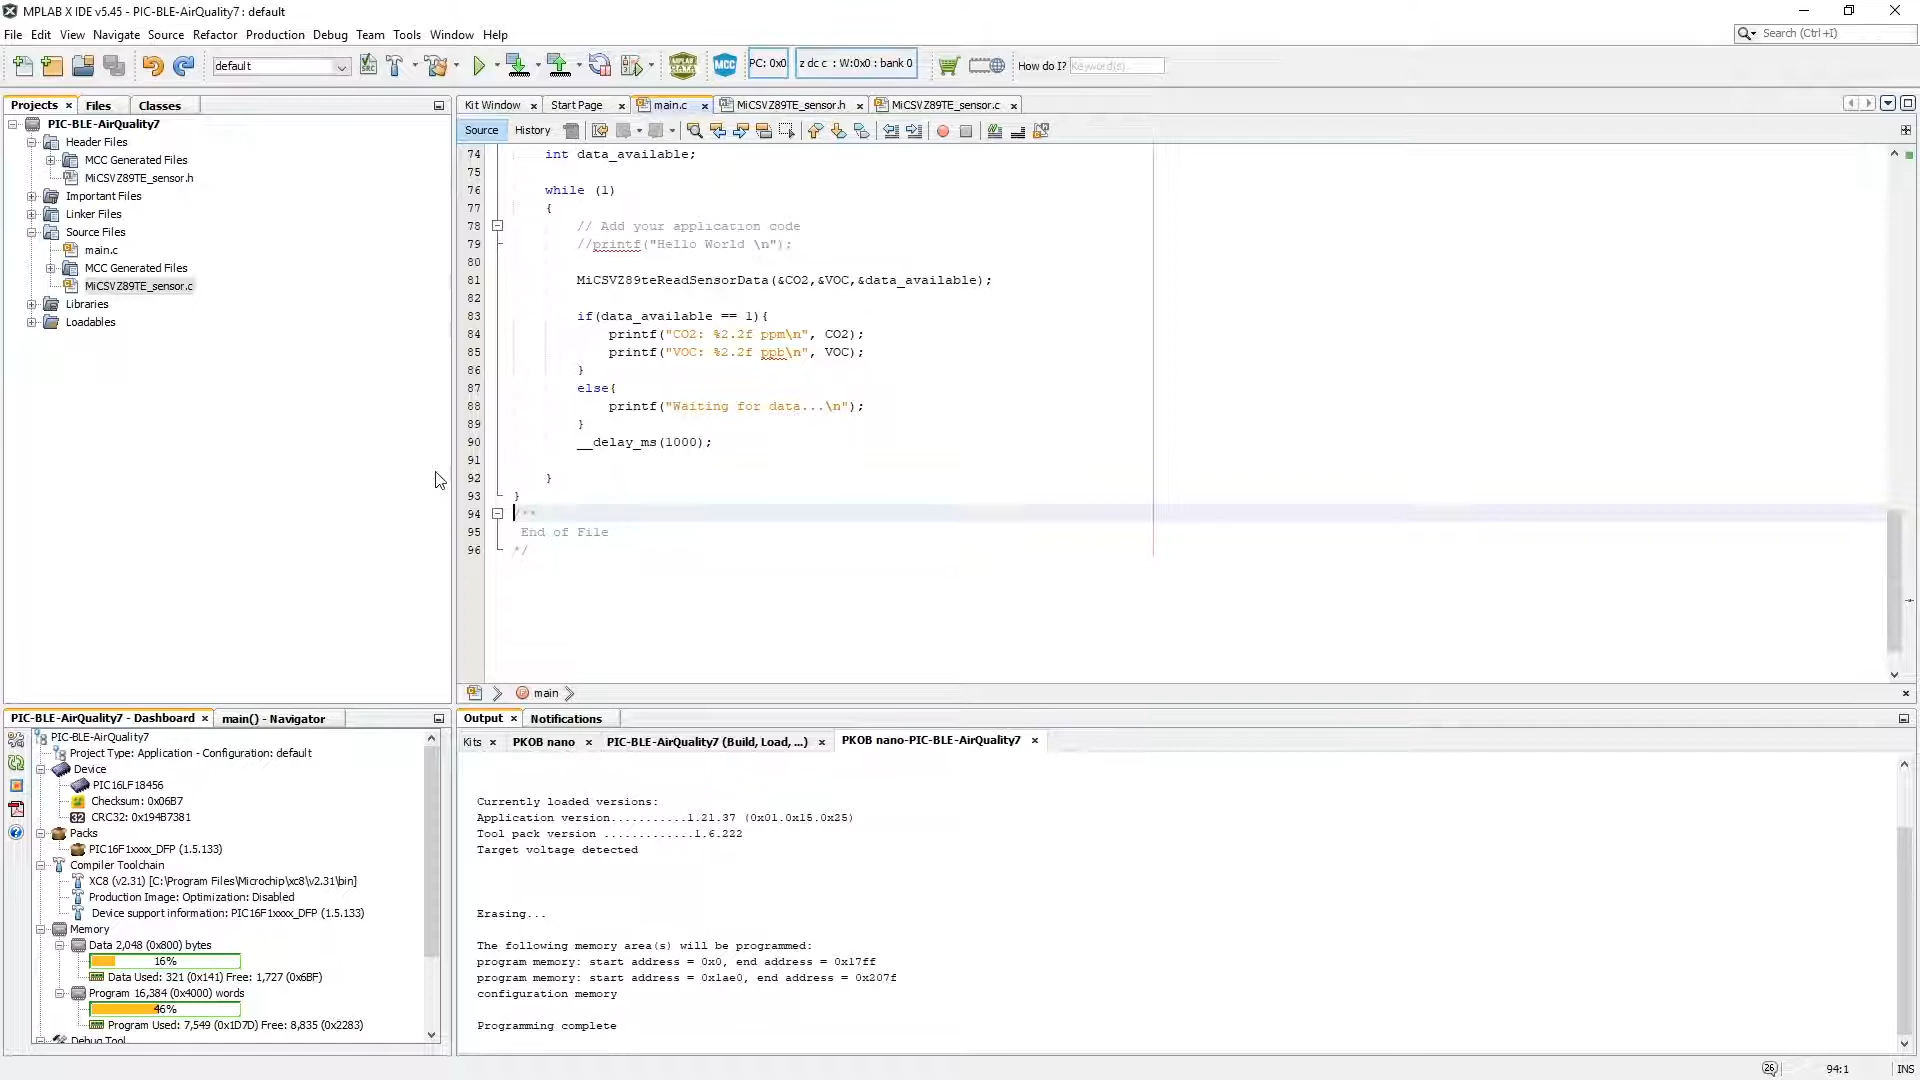 MPLAB X IDE v5.45 - PIC-BLE-AirQuality7 : default
File Edit View Navigate Source Refactor Production Debug Team Tools Window Help
Search (Ctrl+I)
default
PC: 0x0
z dc c : W:0x0 : bank 0
How do I? Keyword(s)
Projects Files Classes
PIC-BLE-AirQuality7
Header Files
MCC Generated Files
MiCSVZ89TE_sensor.h
Important Files
Linker Files
Source Files
main.c
MCC Generated Files
MiCSVZ89TE_sensor.c
Libraries
Loadables
Kit Window Start Page main.c MiCSVZ89TE_sensor.h MiCSVZ89TE_sensor.c
Source History
74 int data_available;
75
76 while (1)
77 {
78 // Add your application code
79 //printf("Hello World \n");
80
81 MiCSVZ89teReadSensorData(&CO2,&VOC,&data_available);
82
83 if(data_available == 1){
84 printf("CO2: %2.2f ppm\n", CO2);
85 printf("VOC: %2.2f ppb\n", VOC);
86 }
87 else{
88 printf("Waiting for data...\n");
89 }
90 __delay_ms(1000);
91
92 }
93 }
94 /**
95 End of File
96 */
main
PIC-BLE-AirQuality7 - Dashboard main() - Navigator
PIC-BLE-AirQuality7
Project Type: Application - Configuration: default
Device
PIC16LF18456
Checksum: 0x06B7
32 CRC32: 0x194B7381
Packs
PIC16F1xxxx_DFP (1.5.133)
Compiler Toolchain
XC8 (v2.31) [C:\Program Files\Microchip\xc8\v2.31\bin]
Production Image: Optimization: Disabled
Device support information: PIC16F1xxxx_DFP (1.5.133)
Memory
Data 2,048 (0x800) bytes
16%
Data Used: 321 (0x141) Free: 1,727 (0x6BF)
Program 16,384 (0x4000) words
46%
Program Used: 7,549 (0x1D7D) Free: 8,835 (0x2283)
Debug Tool
Output Notifications
Kits PKOB nano PIC-BLE-AirQuality7 (Build, Load, ...) PKOB nano-PIC-BLE-AirQuality7
Currently loaded versions:
Application version...........1.21.37 (0x01.0x15.0x25)
Tool pack version .............1.6.222
Target voltage detected
Erasing...
The following memory area(s) will be programmed:
program memory: start address = 0x0, end address = 0x17ff
program memory: start address = 0x1ae0, end address = 0x207f
configuration memory
Programming complete
94:1 INS